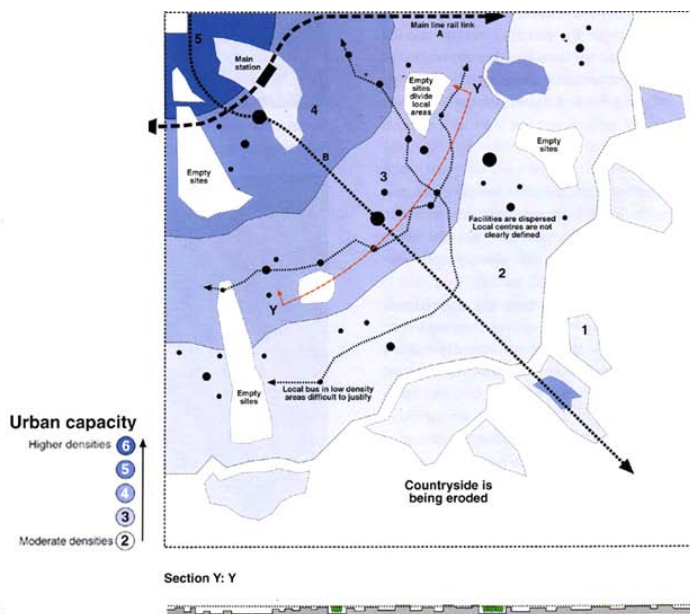 5
Main line rail link
A
Main
station
4
Empty
sites
divide
local
areas
Y
B
Empty
sites
Empty
sites
3
Facilities are dispersed
Local centres are not
clearly defined
2
Y
1
Empty
sites
Local bus in low density
areas difficult to justify
Urban capacity
Higher densities 6
5
4
3
Moderate densities 2
Countryside is
being eroded
Section Y: Y